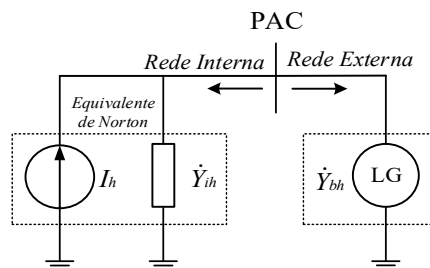 PAC
Rede Interna
Rede Externa
Equivalente
de Norton
Ih
Ẏih
Ẏbh
LG